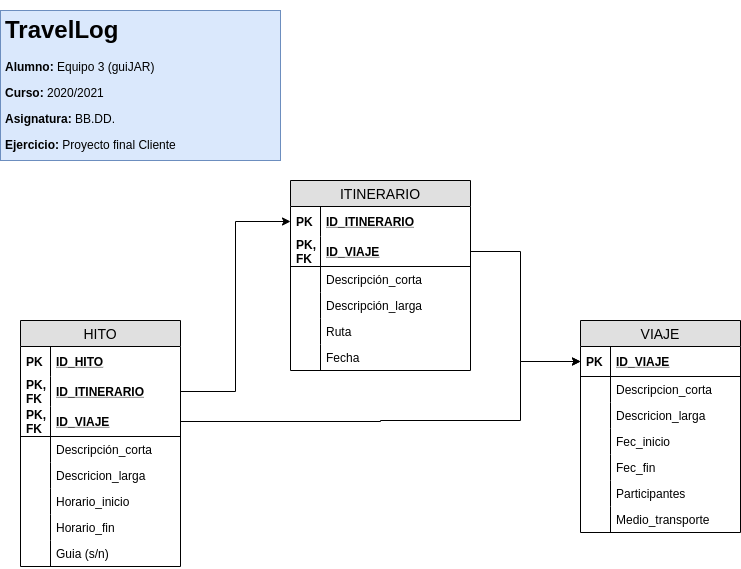 TravelLog
Alumno: Equipo 3 (guiJAR)
Curso: 2020/2021
Asignatura: BB.DD.
Ejercicio: Proyecto final Cliente
ITINERARIO
PK ID_ITINERARIO
PK, FK ID_VIAJE
Descripción_corta
Descripción_larga
Ruta
Fecha
HITO
PK ID_HITO
PK, FK ID_ITINERARIO
PK, FK ID_VIAJE
Descripción_corta
Descricion_larga
Horario_inicio
Horario_fin
Guia (s/n)
VIAJE
PK ID_VIAJE
Descripcion_corta
Descricion_larga
Fec_inicio
Fec_fin
Participantes
Medio_transporte